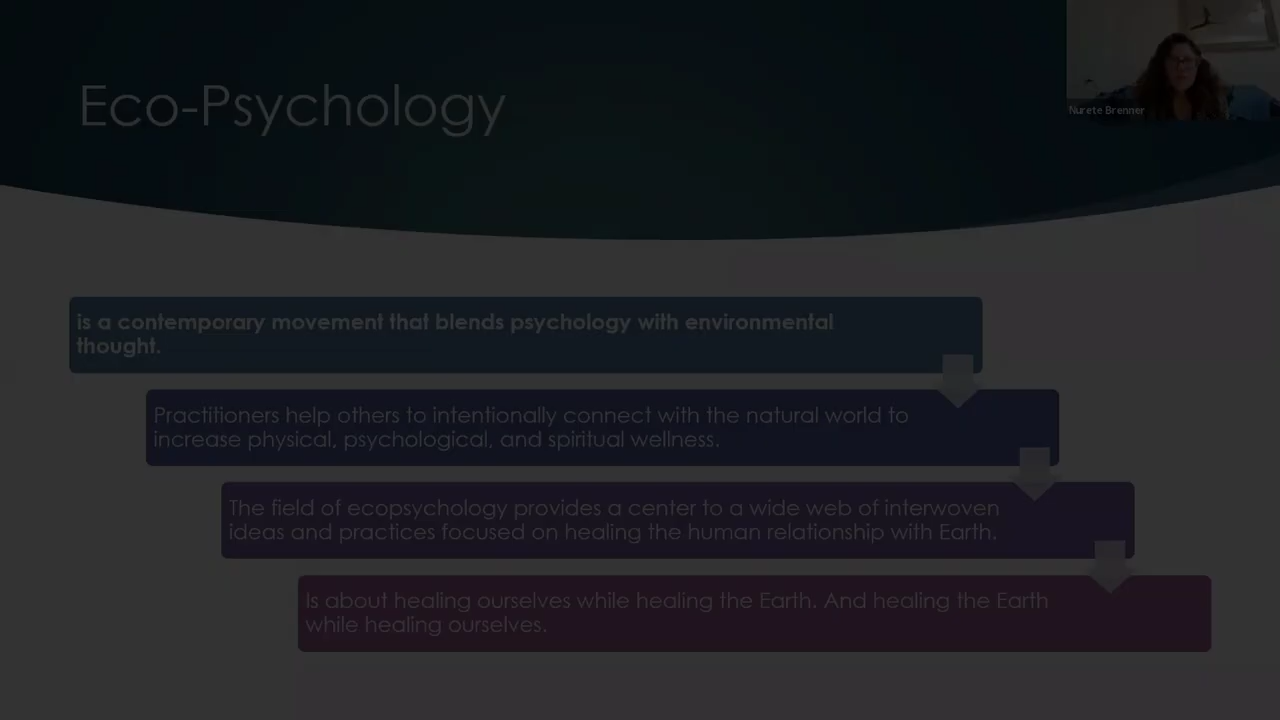 Eco-Psychology
Nurete Brenner
is a contemporary movement that blends psychology with environmental
thought.
Practitioners help others to intentionally connect with the natural world to
increase physical, psychological, and spiritual wellness.
The field of ecopsychology provides a center to a wide web of interwoven
ideas and practices focused on healing the human relationship with Earth.
Is about healing ourselves while healing the Earth. And healing the Earth
while healing ourselves.